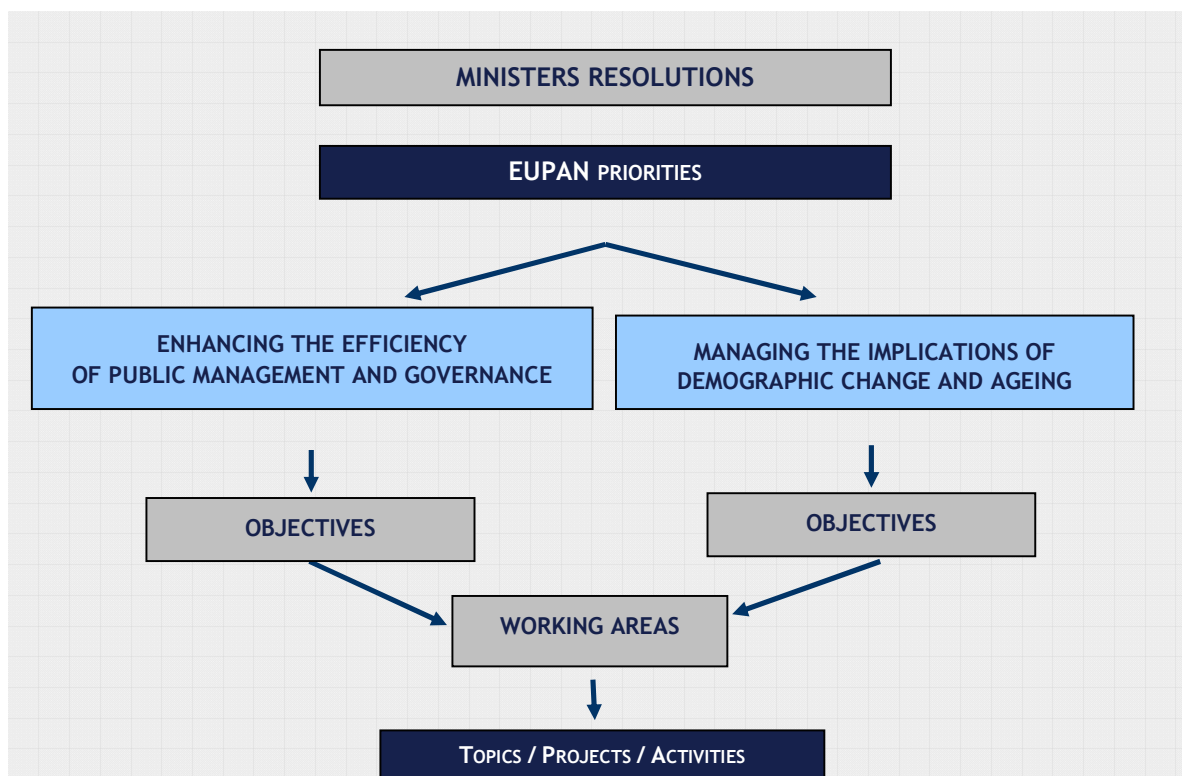 MINISTERS RESOLUTIONS
EUPAN PRIORITIES
ENHANCING THE EFFICIENCY
OF PUBLIC MANAGEMENT AND GOVERNANCE
MANAGING THE IMPLICATIONS OF
DEMOGRAPHIC CHANGE AND AGEING
OBJECTIVES
OBJECTIVES
WORKING AREAS
TOPICS / PROJECTS / ACTIVITIES